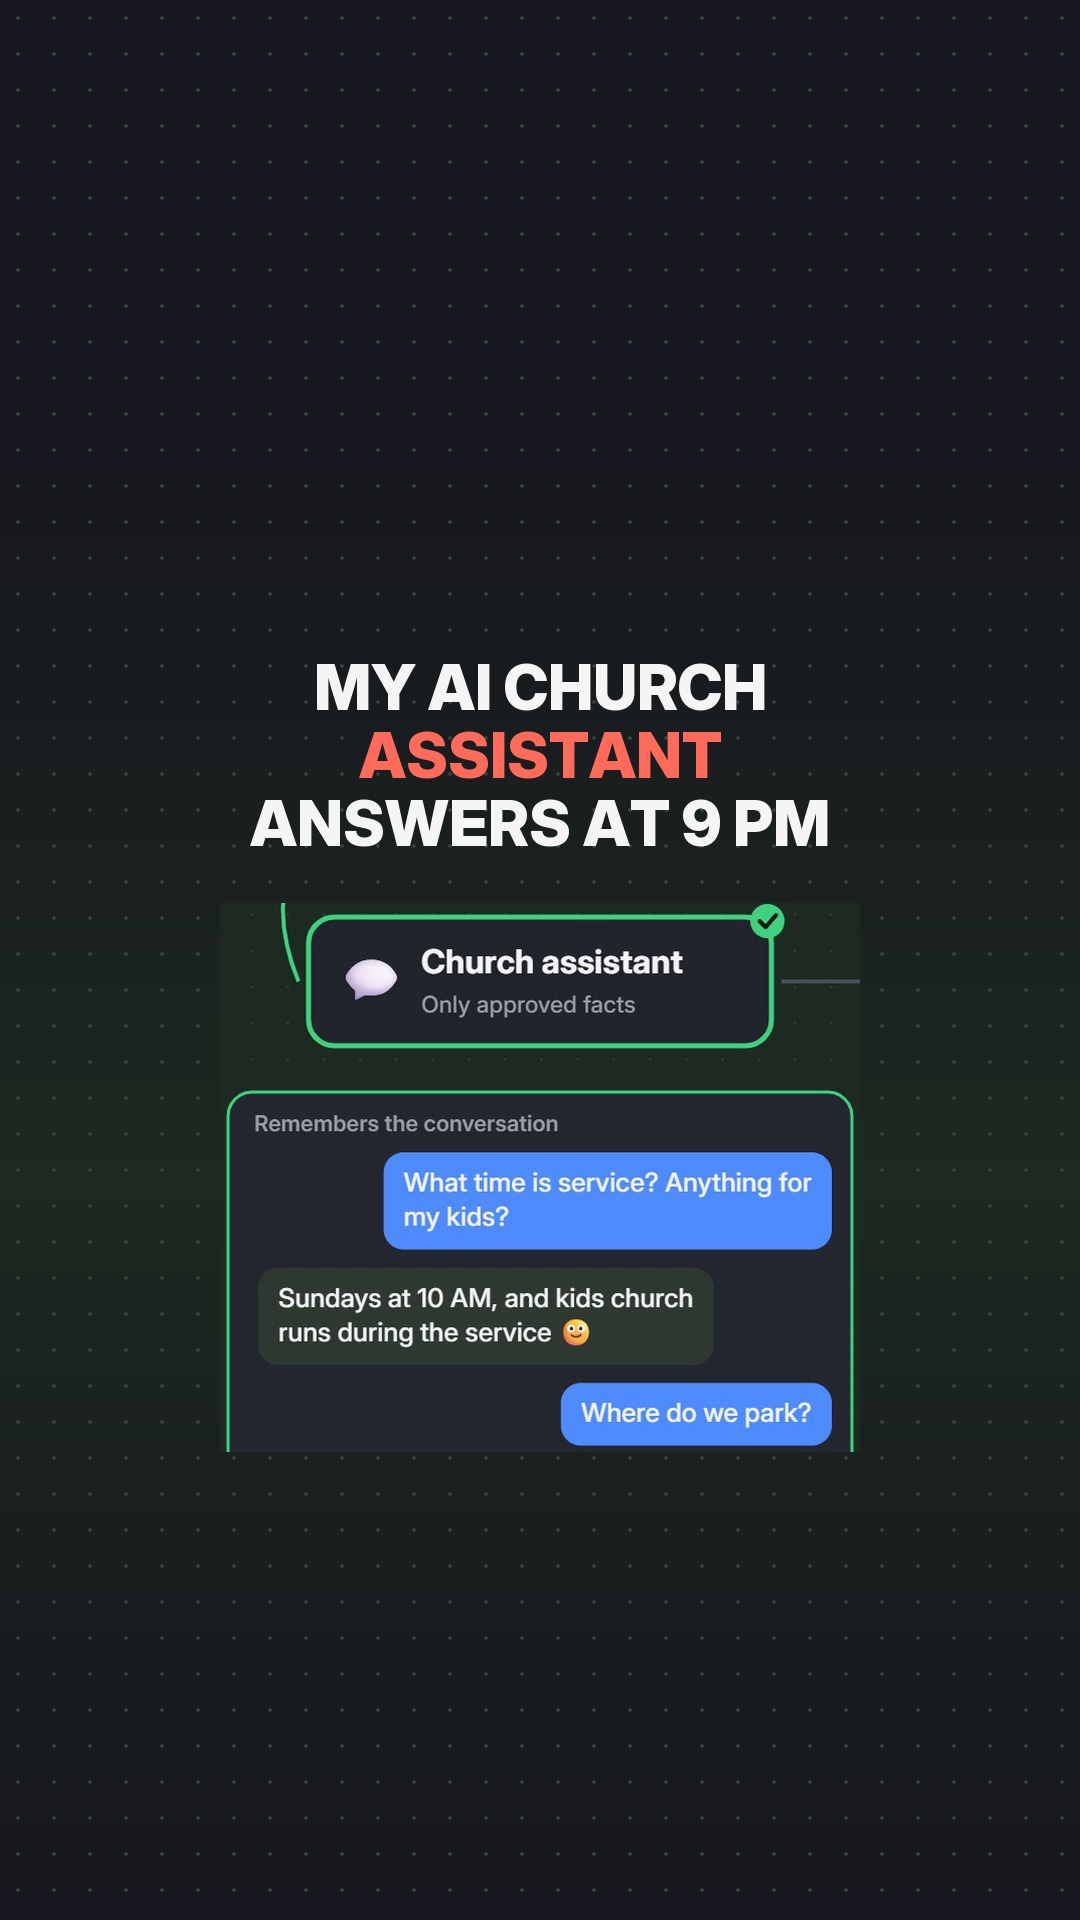 MY AI CHURCH
ASSISTANT
ANSWERS AT 9 PM
Church assistant
Only approved facts
Remembers the conversation
What time is service? Anything for
my kids?
Sundays at 10 AM, and kids church
runs during the service 🙂
Where do we park?